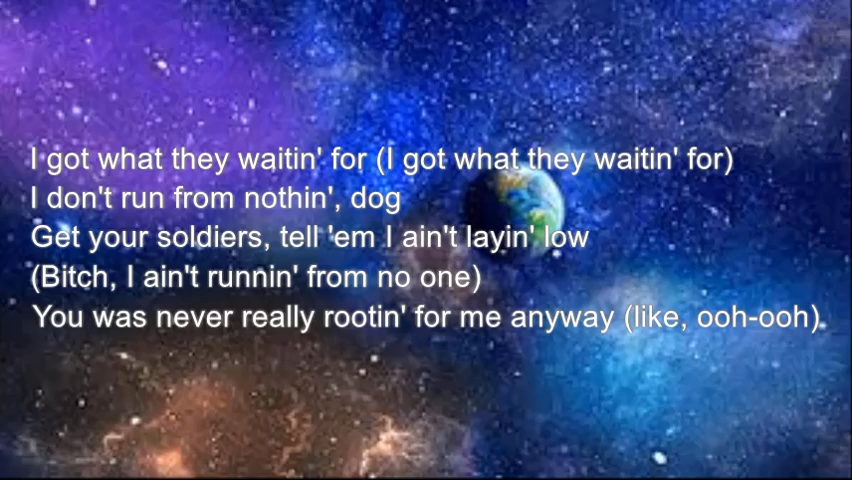 I got what they waitin' for (I got what they waitin' for)
I don't run from nothin', dog
Get your soldiers, tell 'em I ain't layin' low
(Bitch, I ain't runnin' from no one)
You was never really rootin' for me anyway (like, ooh-ooh)